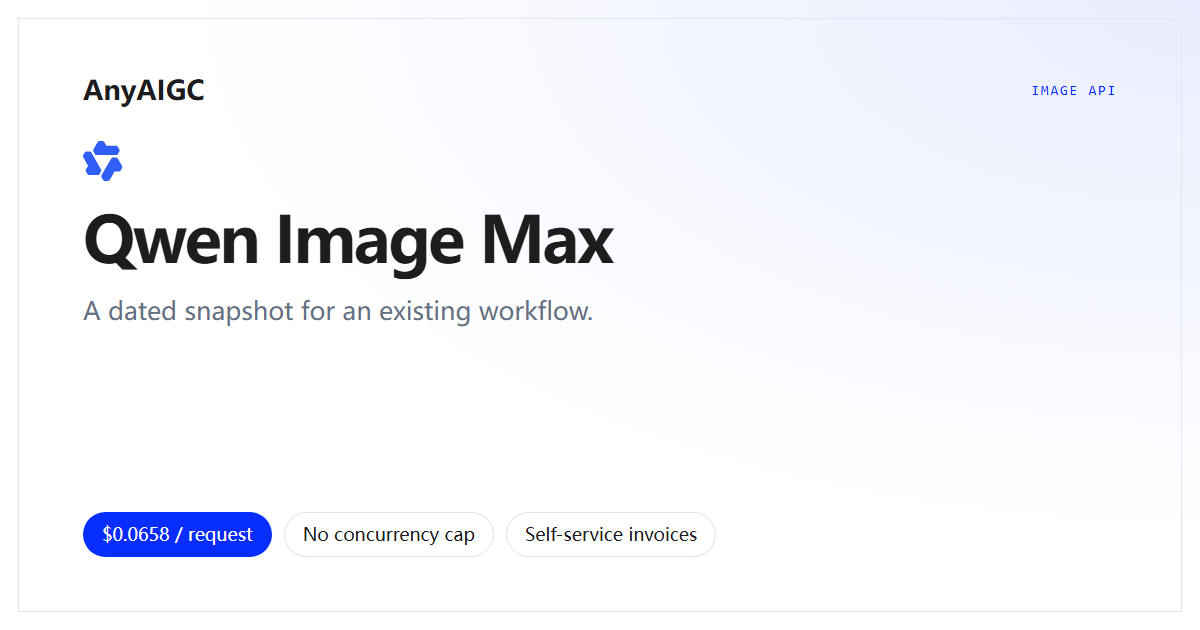 AnyAIGC
IMAGE API
Qwen Image Max
A dated snapshot for an existing workflow.
$0.0658 / request
No concurrency cap
Self-service invoices